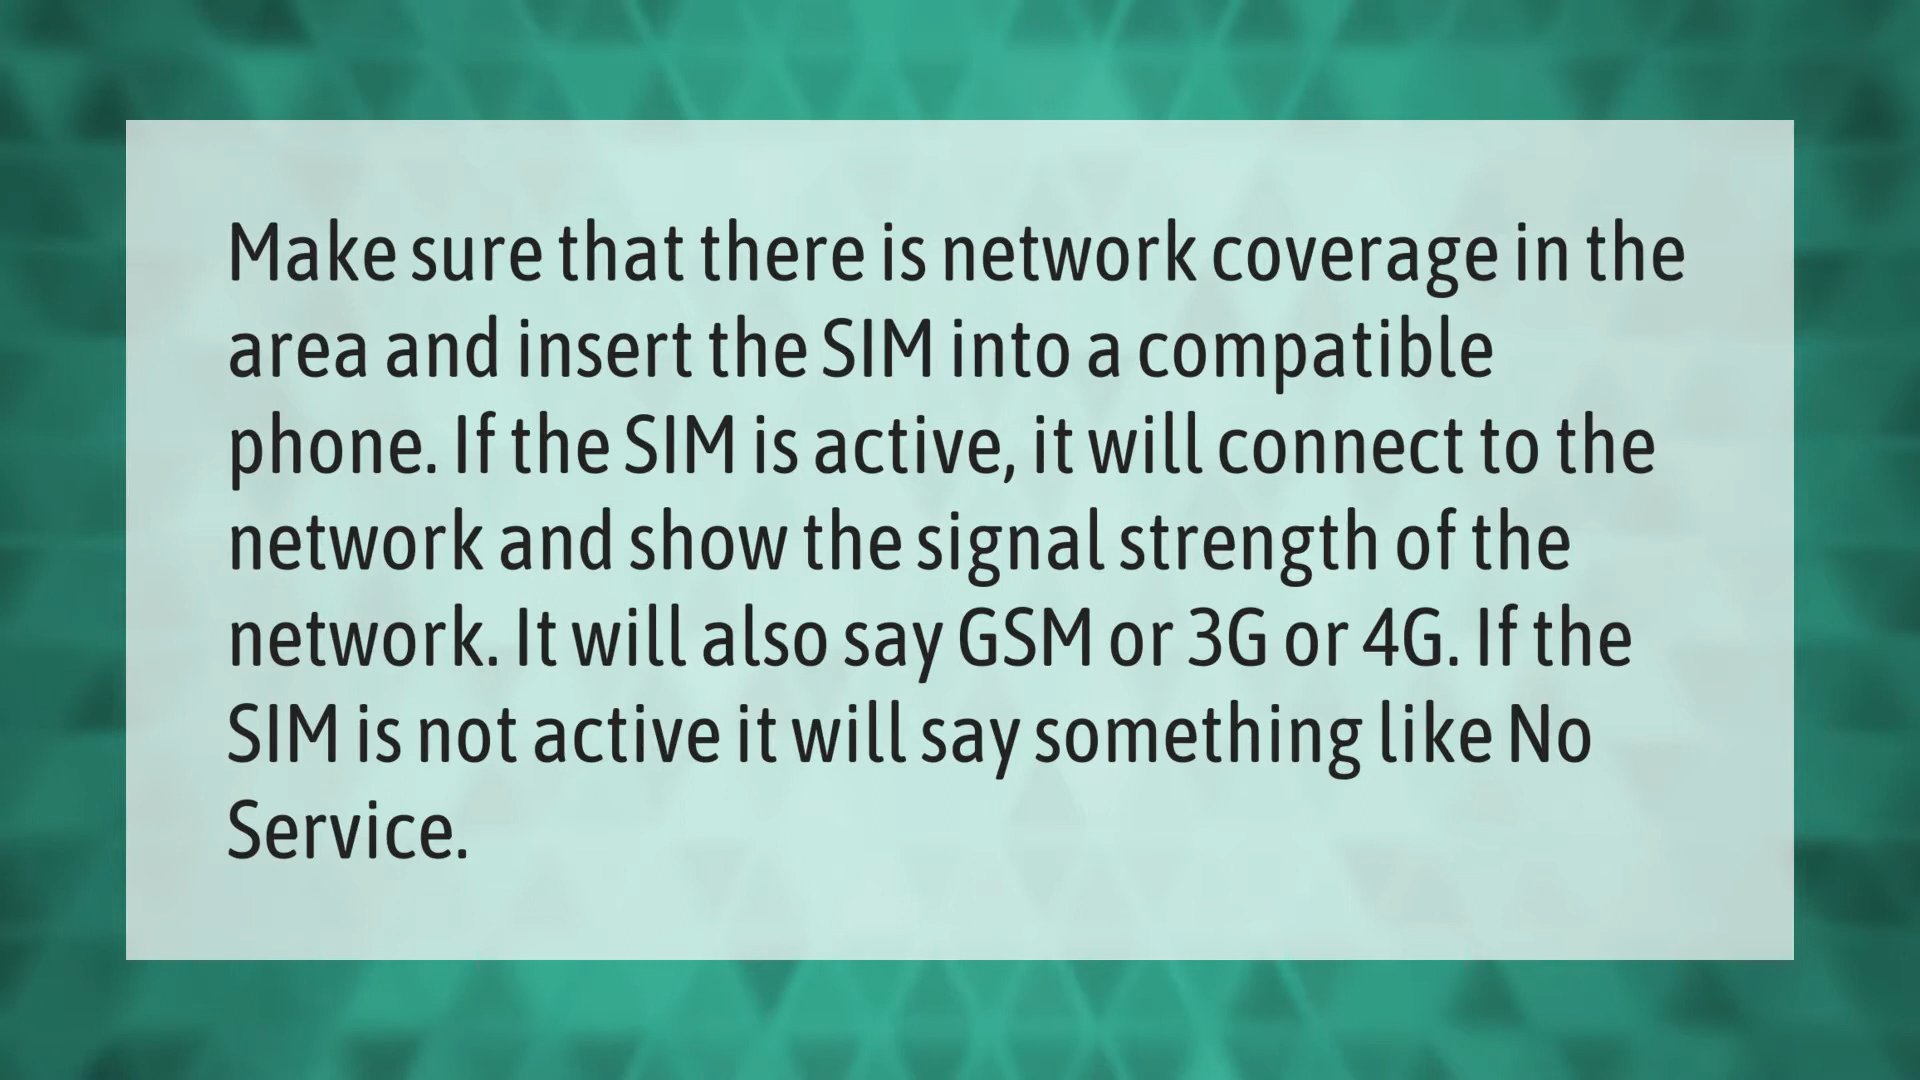 Make sure that there is network coverage in the
area and insert the SIM into a compatible
phone. If the SIM is active, it will connect to the
network and show the signal strength of the
network. It will also say GSM or 3G or 4G. If the
SIM is not active it will say something like No
Service.